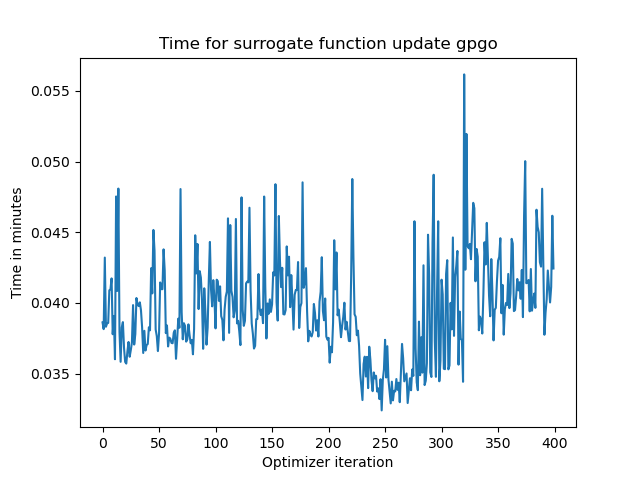 Time for surrogate function update gpgo
0.055
0.050
0.045
0.040
0.035
Time in minutes
0 50 100 150 200 250 300 350 400
Optimizer iteration